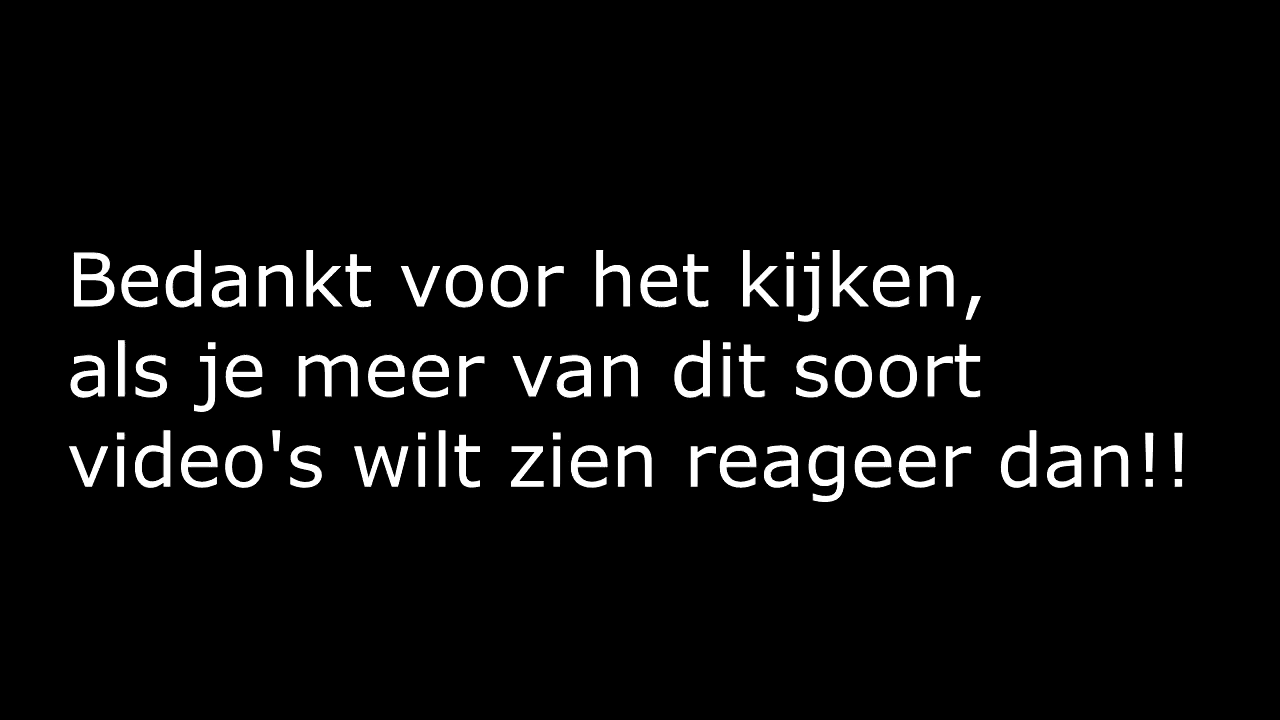 Bedankt voor het kijken,
als je meer van dit soort
video's wilt zien reageer dan!!